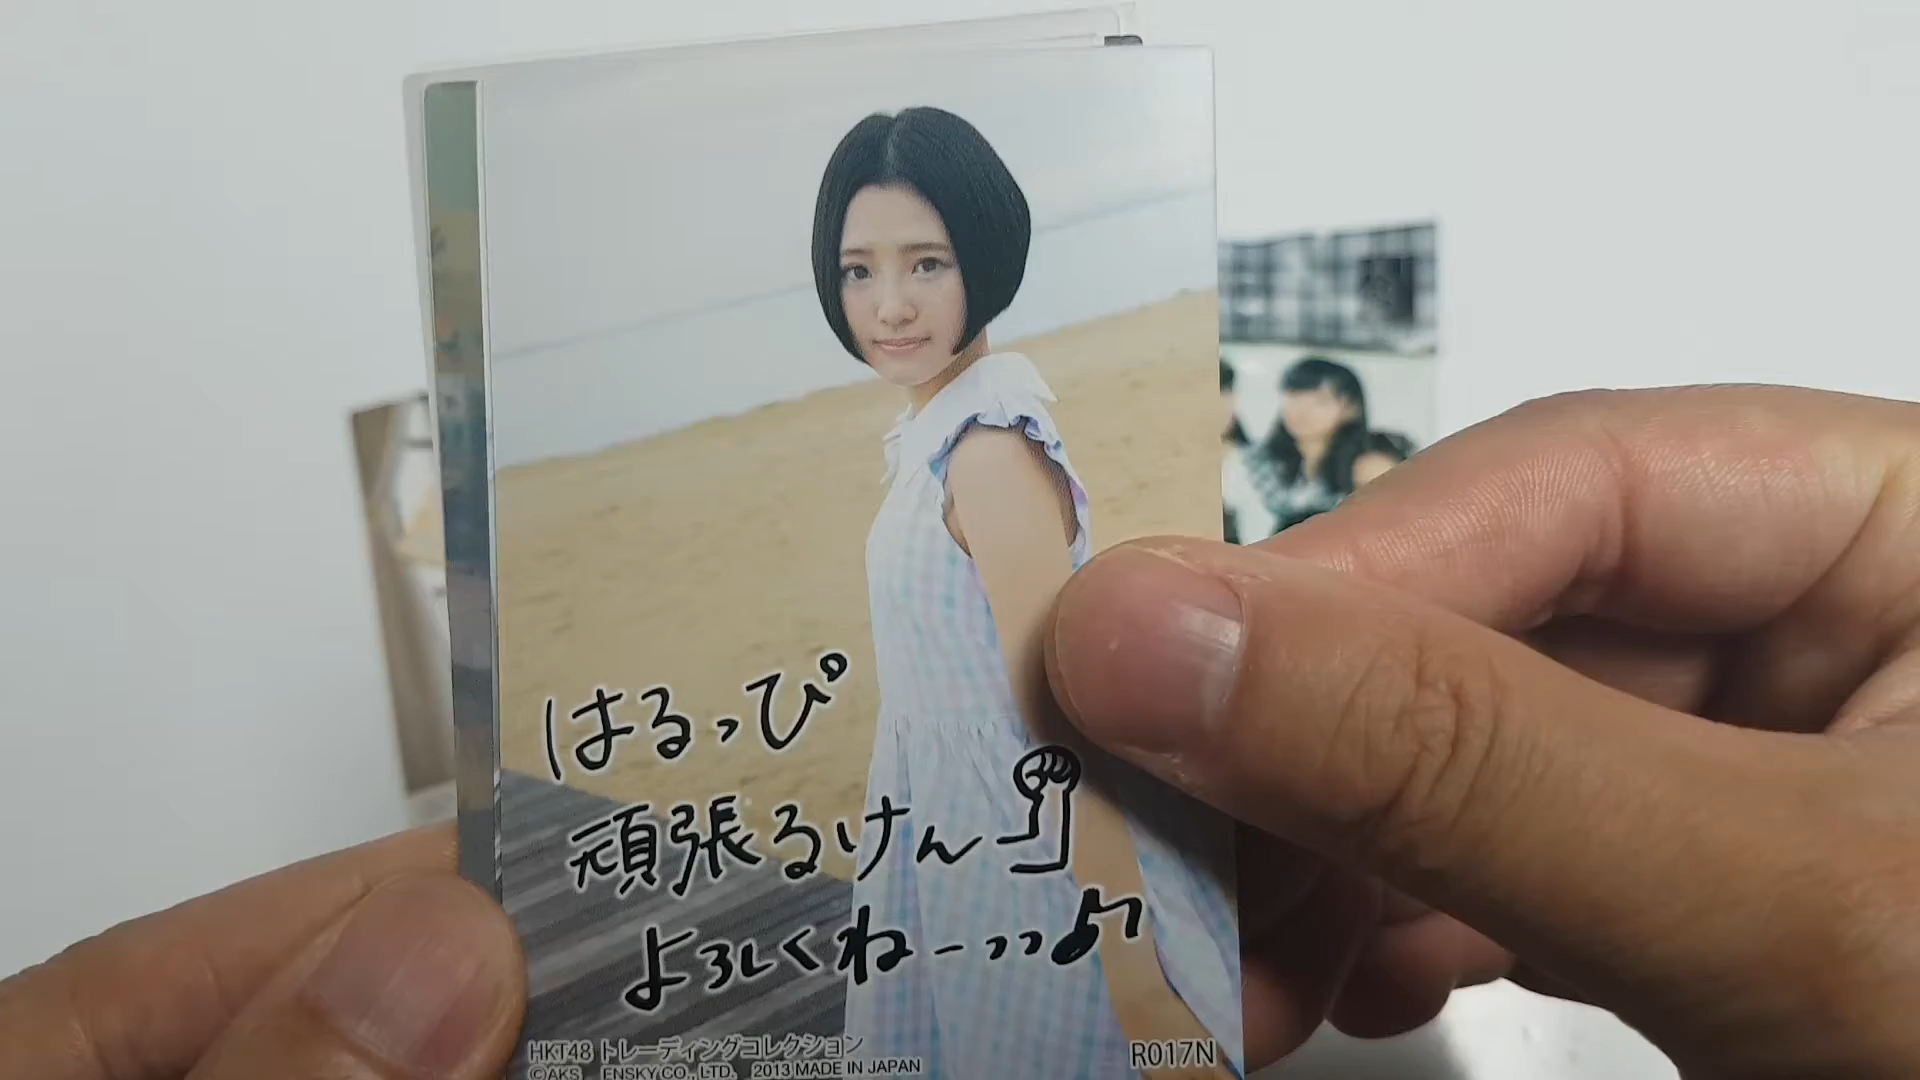 はるっぴ
頑張るけん
よろしくねーっっ♪
HKT48 トレーディングコレクション
©AKS ENSKY CO., LTD. 2013 MADE IN JAPAN
R017N